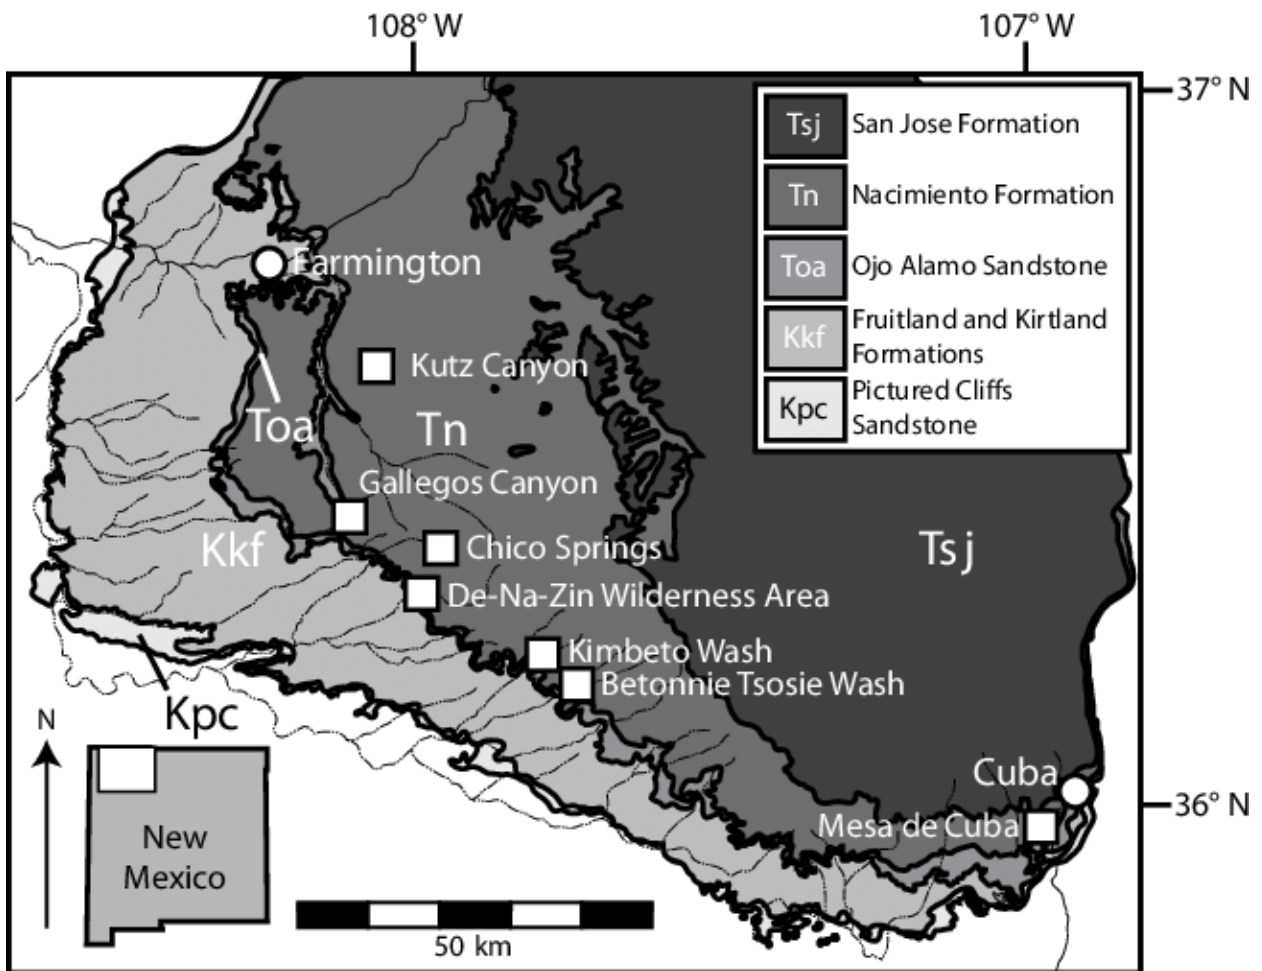 108° W
107° W
37° N
Tsj
San Jose Formation
Tn
Nacimiento Formation
Toa
Ojo Alamo Sandstone
Kkf
Fruitland and Kirtland
Formations
Kpc
Pictured Cliffs
Sandstone
Farmington
Kutz Canyon
Toa
Tn
Gallegos Canyon
Kkf
Chico Springs
Tsj
De-Na-Zin Wilderness Area
Kimbeto Wash
Betonnie Tsosie Wash
Kpc
N
Cuba
36° N
Mesa de Cuba
New
Mexico
50 km